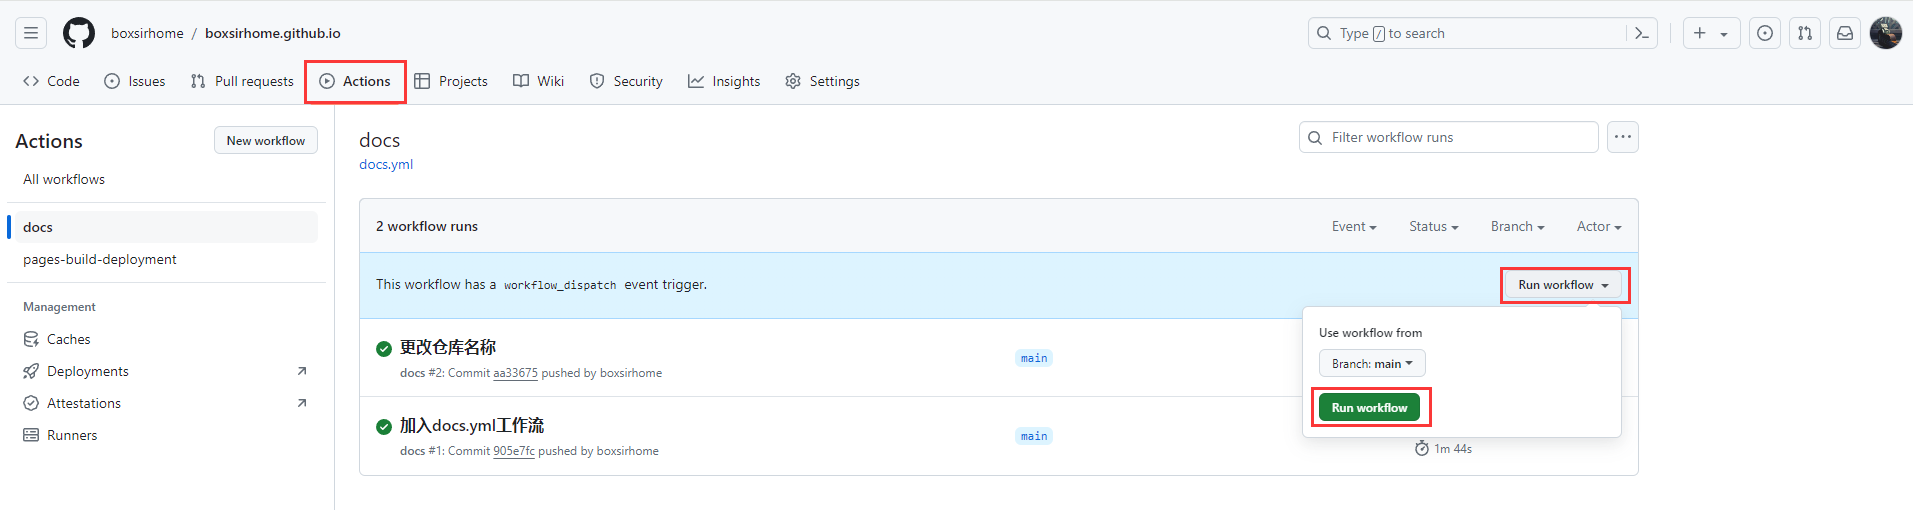 boxsirhome / boxsirhome.github.io
Type / to search
Code
Issues
Pull requests
Actions
Projects
Wiki
Security
Insights
Settings
Actions
New workflow
All workflows
docs
pages-build-deployment
Management
Caches
Deployments
Attestations
Runners
docs
docs.yml
Filter workflow runs
2 workflow runs
Event
Status
Branch
Actor
This workflow has a workflow_dispatch event trigger.
Run workflow
Use workflow from
Branch: main
Run workflow
更改仓库名称
docs #2: Commit aa33675 pushed by boxsirhome
main
加入docs.yml工作流
docs #1: Commit 905e7fc pushed by boxsirhome
main
1m 44s